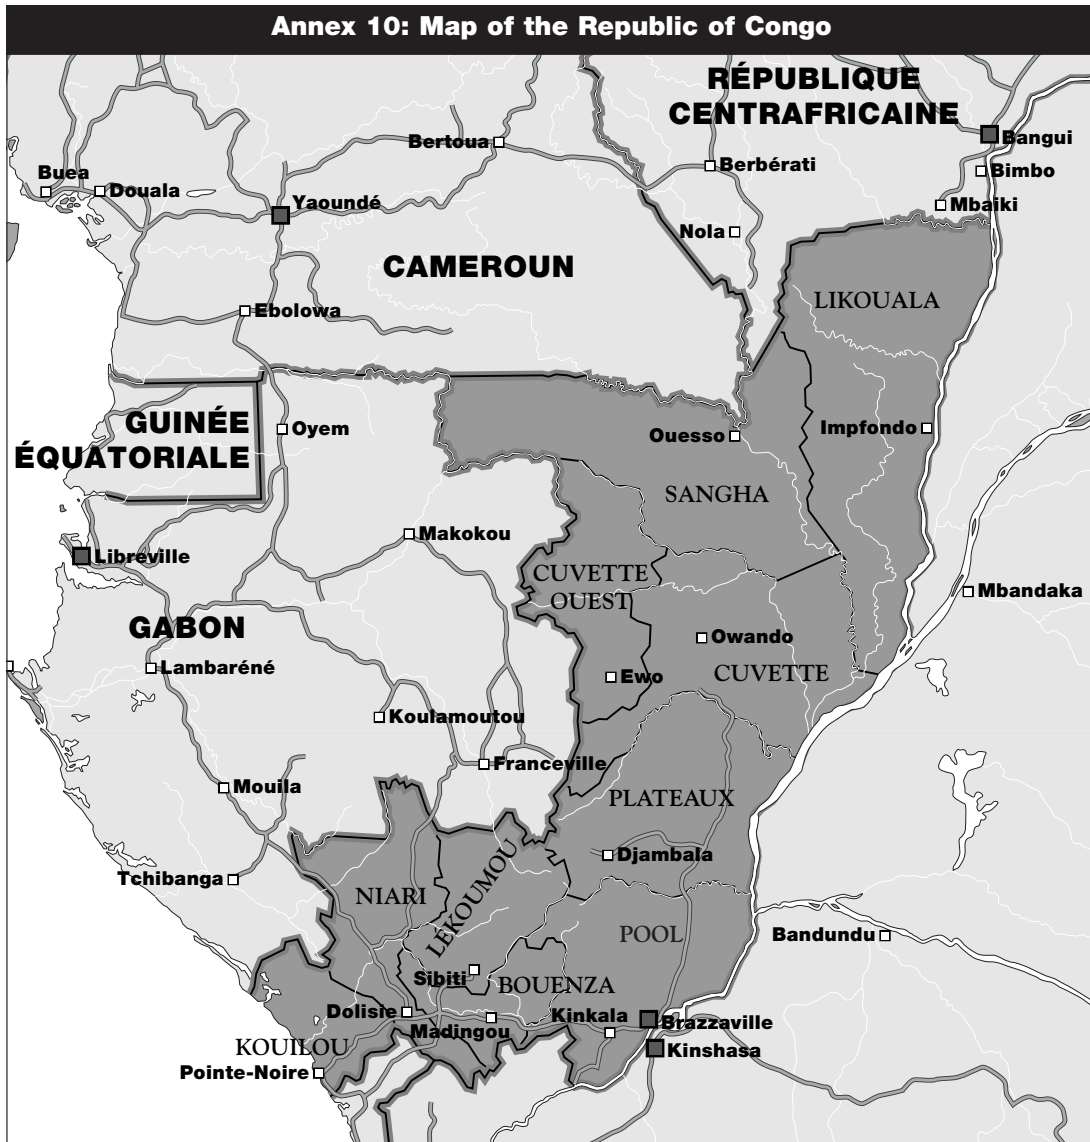 Annex 10: Map of the Republic of Congo
RÉPUBLIQUE
CENTRAFRICAINE
Bangui
Bertoua
Berbérati
Bimbo
Buea
Douala
Yaoundé
Mbaiki
Nola
CAMEROUN
LIKOUALA
Ebolowa
GUINÉE
ÉQUATORIALE
Oyem
Ouesso
Impfondo
SANGHA
Makokou
Libreville
CUVETTE
OUEST
Mbandaka
GABON
Owando
Lambaréné
Ewo
CUVETTE
Koulamoutou
Franceville
Mouila
PLATEAUX
Djambala
Tchibanga
NIARI
LÉKOUMOU
POOL
Bandundu
Sibiti
BOUENZA
Dolisie
Madingou
Kinkala
Brazzaville
KOUILOU
Kinshasa
Pointe-Noire